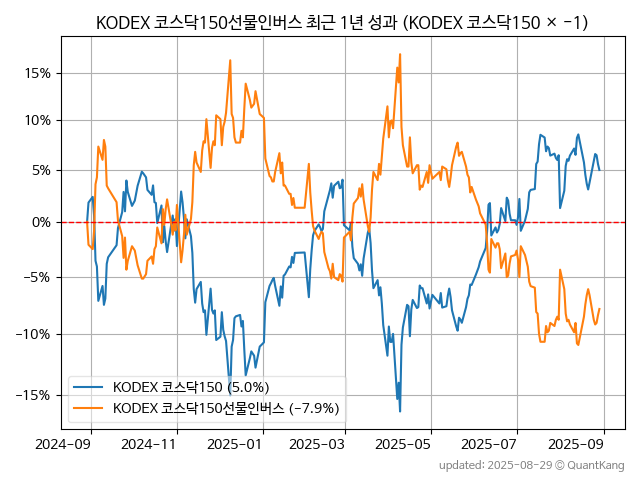 KODEX 코스닥150선물인버스 최근 1년 성과 (KODEX 코스닥150 × -1)
15%
10%
5%
0%
-5%
-10%
-15%
KODEX 코스닥150 (5.0%)
KODEX 코스닥150선물인버스 (-7.9%)
2024-09 2024-11 2025-01 2025-03 2025-05 2025-07 2025-09
updated: 2025-08-29 © QuantKang